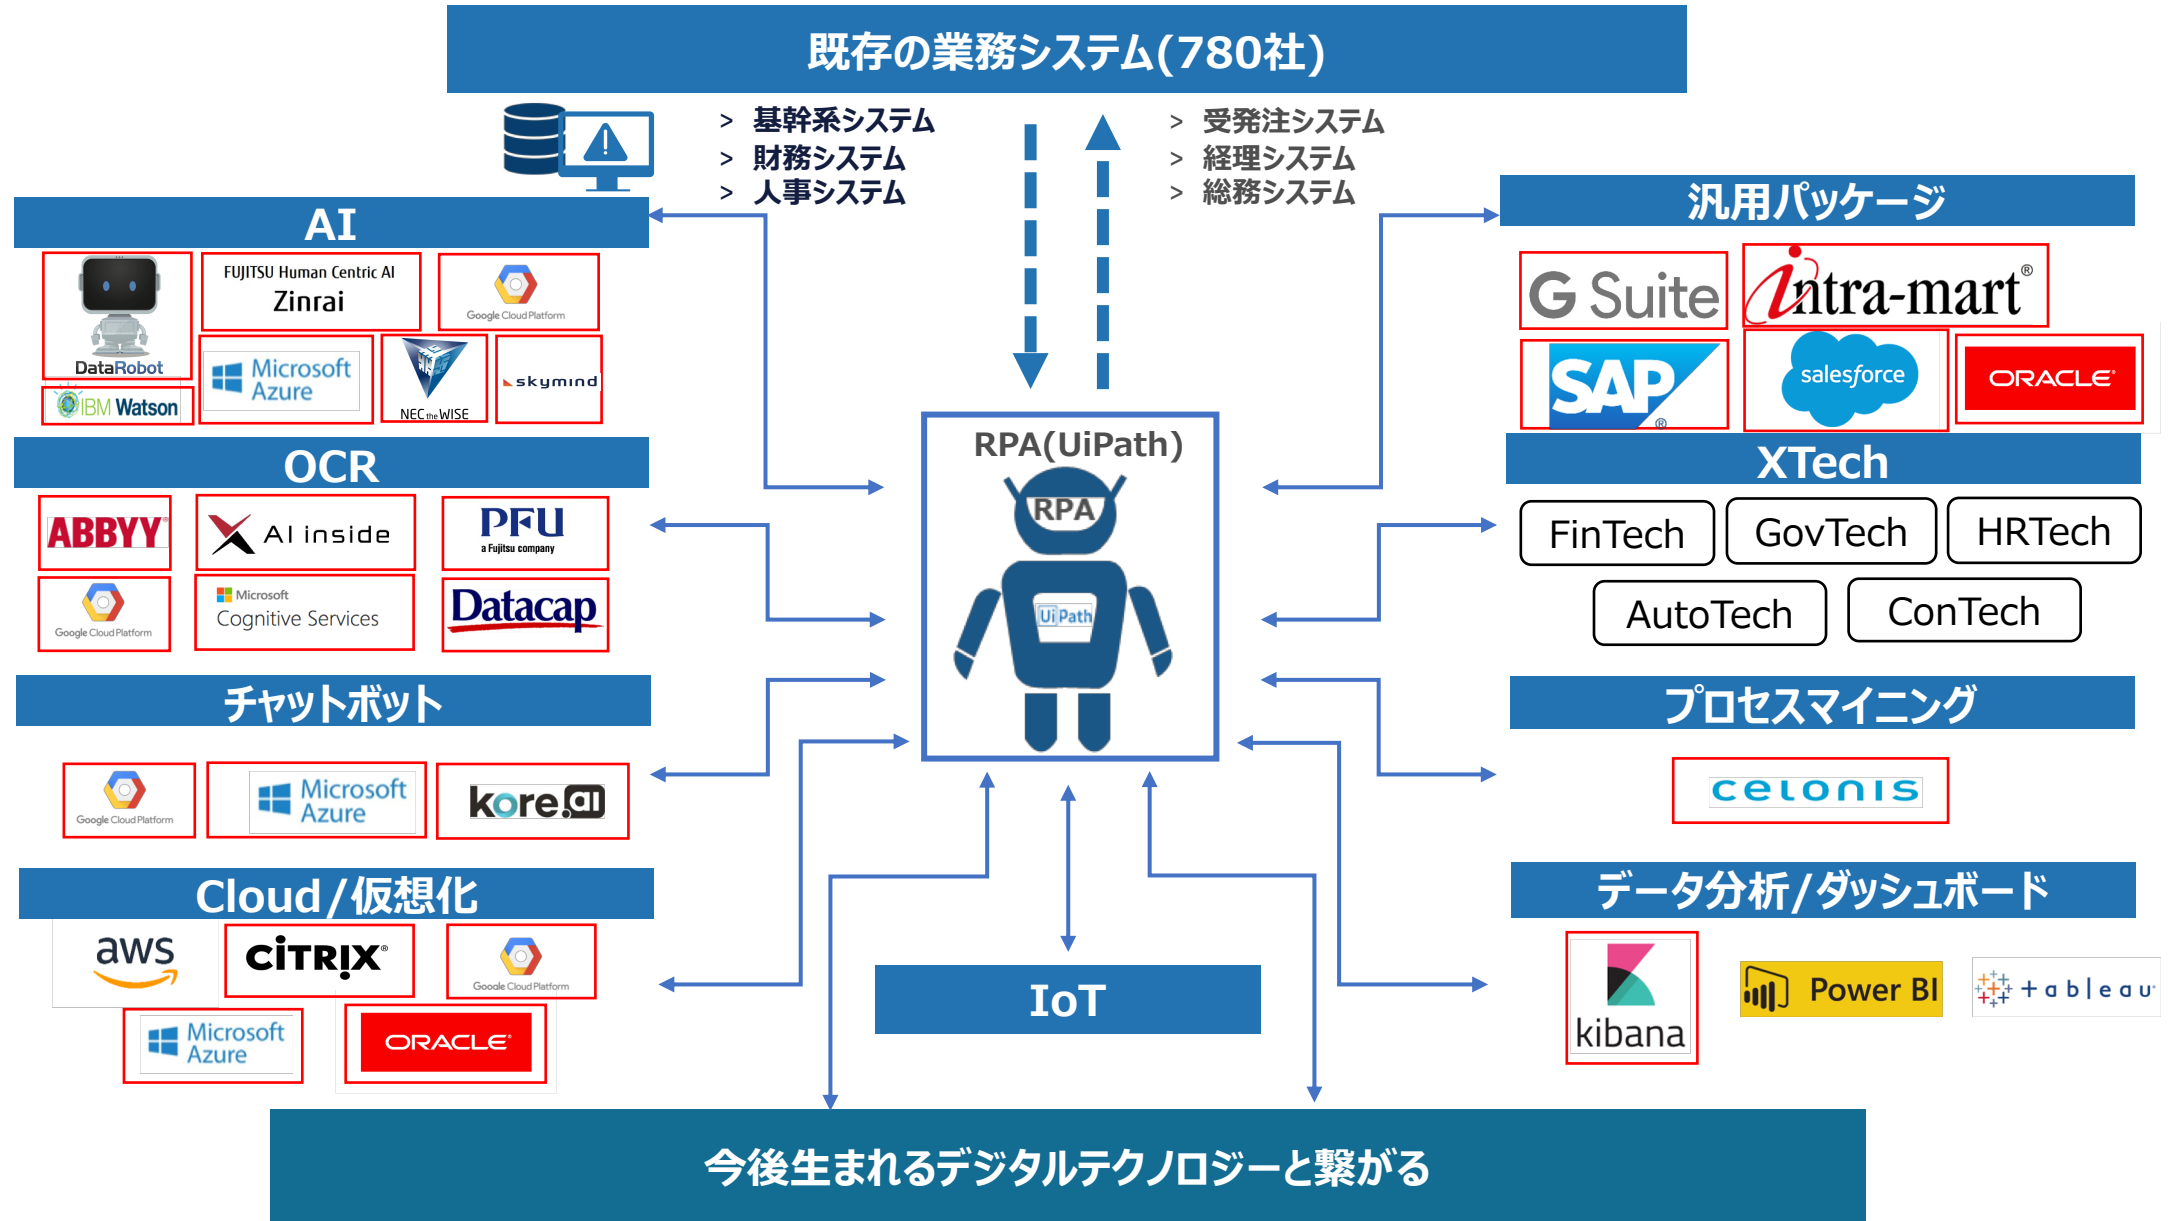 既存の業務システム(780社)
> 基幹系システム
> 財務システム
> 人事システム
> 受発注システム
> 経理システム
> 総務システム
AI
DataRobot
FUJITSU Human Centric AI
Zinrai
Google Cloud Platform
IBM Watson
Microsoft
Azure
NEC the WISE
skymind
OCR
ABBYY®
AI inside
PFU
a Fujitsu company
Google Cloud Platform
Microsoft
Cognitive Services
Datacap
チャットボット
Google Cloud Platform
Microsoft
Azure
kore.ai
Cloud/仮想化
aws
CITRIX®
Google Cloud Platform
Microsoft
Azure
ORACLE®
RPA(UiPath)
RPA
UiPath
IoT
汎用パッケージ
G Suite
intra-mart®
SAP®
salesforce
ORACLE®
XTech
FinTech
GovTech
HRTech
AutoTech
ConTech
プロセスマイニング
celonis
データ分析/ダッシュボード
kibana
Power BI
tableau
今後生まれるデジタルテクノロジーと繋がる